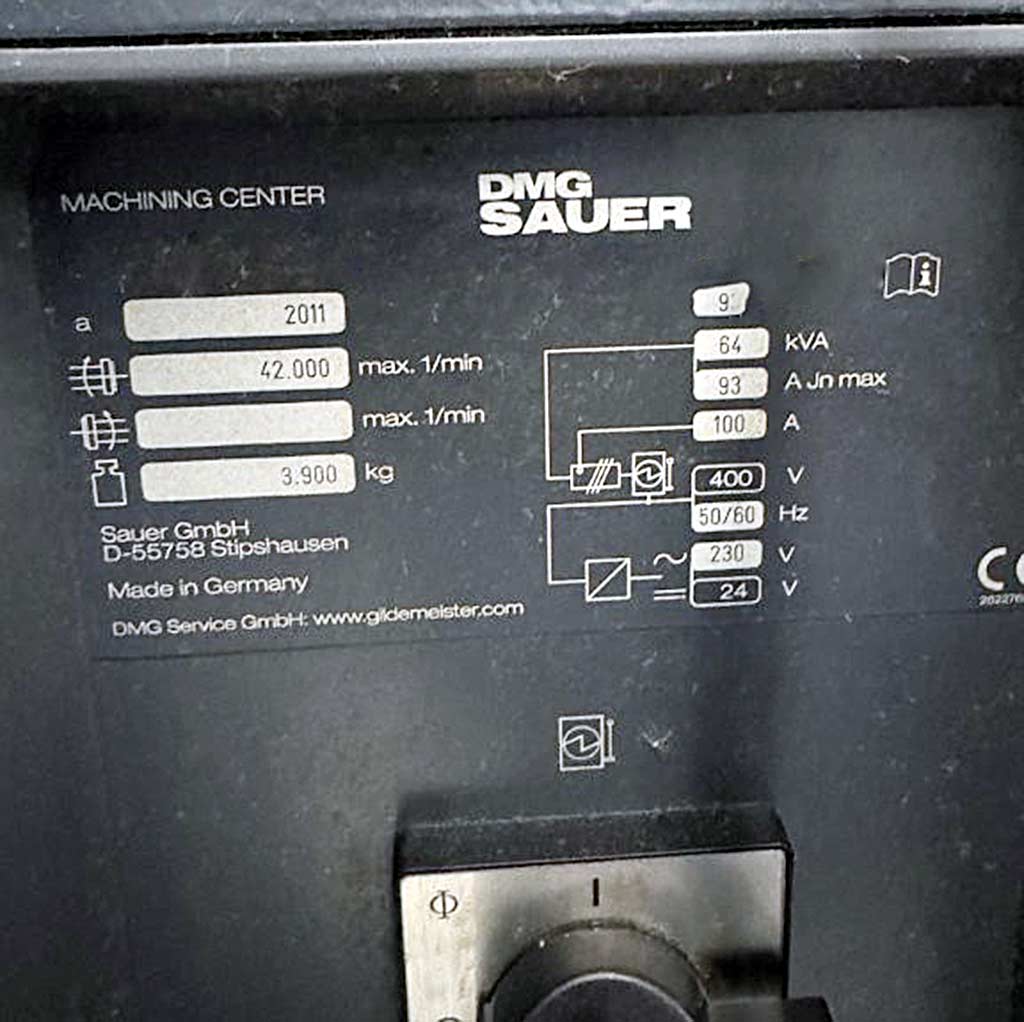 MACHINING CENTER
DMG
SAUER
a 2011
42.000 max. 1/min
max. 1/min
3.900 kg
Sauer GmbH
D-55758 Stipshausen
Made in Germany
DMG Service GmbH: www.gildemeister.com
9
64 kVA
93 A Jn max
100 A
400 V
50/60 Hz
230 V
24 V
CE
I